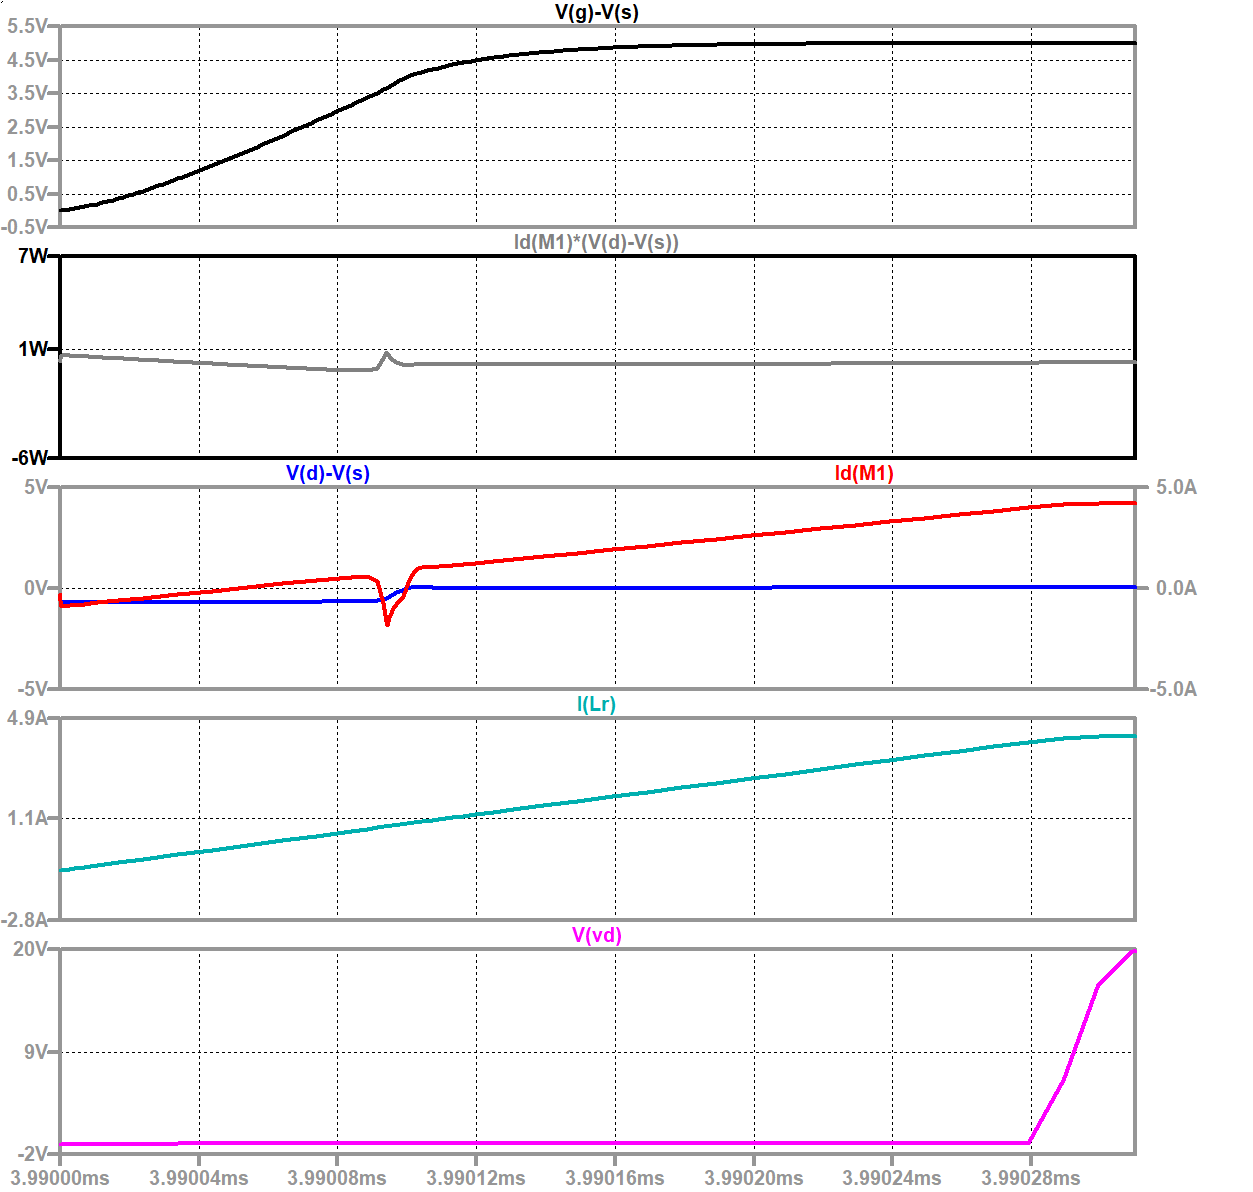 V(g)-V(s)
5.5V
4.5V
3.5V
2.5V
1.5V
0.5V
-0.5V
Id(M1)*(V(d)-V(s))
7W
1W
-6W
V(d)-V(s) Id(M1)
5V 5.0A
0V 0.0A
-5V -5.0A
I(Lr)
4.9A
1.1A
-2.8A
V(vd)
20V
9V
-2V
3.99000ms 3.99004ms 3.99008ms 3.99012ms 3.99016ms 3.99020ms 3.99024ms 3.99028ms